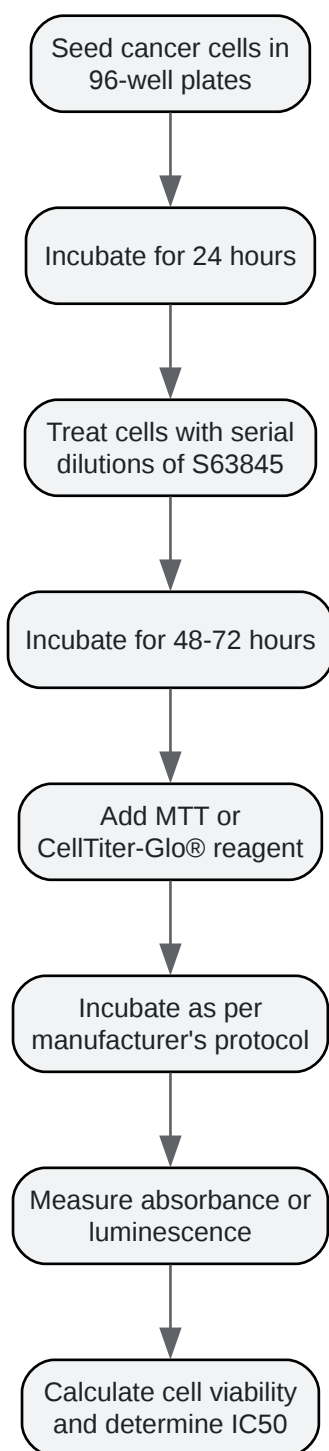 Seed cancer cells in
96-well plates
Incubate for 24 hours
Treat cells with serial
dilutions of S63845
Incubate for 48-72 hours
Add MTT or
CellTiter-Glo® reagent
Incubate as per
manufacturer's protocol
Measure absorbance or
luminescence
Calculate cell viability
and determine IC50